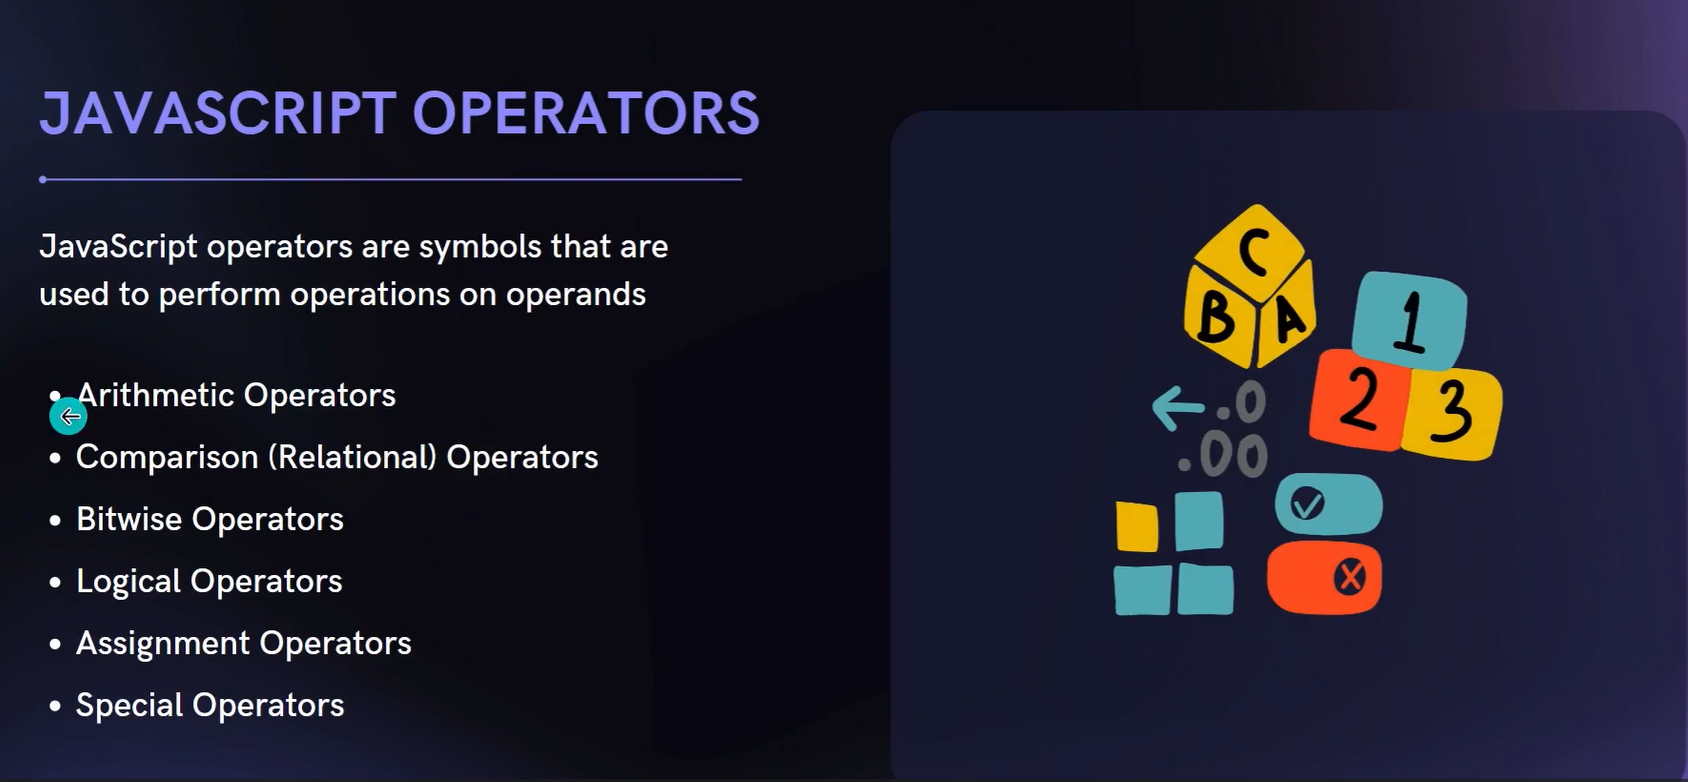 JAVASCRIPT OPERATORS
JavaScript operators are symbols that are
used to perform operations on operands
• Arithmetic Operators
• Comparison (Relational) Operators
• Bitwise Operators
• Logical Operators
• Assignment Operators
• Special Operators
C
B A
1
2 3
.0
.00